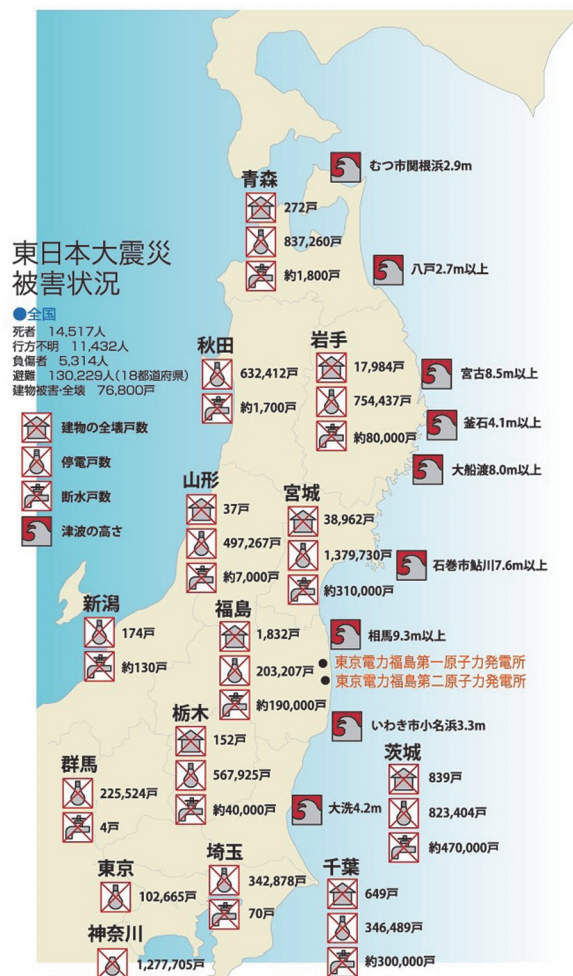 むつ市関根浜2.9m
青森
272戸
837,260戸
約1,800戸
八戸2.7m以上
東日本大震災
被害状況
●全国
死者　14,517人
行方不明　11,432人
負傷者　5,314人
避難　130,229人(18都道府県)
建物被害・全壊　76,800戸
建物の全壊戸数
停電戸数
断水戸数
津波の高さ
秋田
632,412戸
約1,700戸
岩手
17,984戸
754,437戸
約80,000戸
宮古8.5m以上
釜石4.1m以上
大船渡8.0m以上
山形
37戸
497,267戸
約7,000戸
宮城
38,962戸
1,379,730戸
約310,000戸
石巻市鮎川7.6m以上
新潟
174戸
約130戸
福島
1,832戸
203,207戸
約190,000戸
相馬9.3m以上
東京電力福島第一原子力発電所
東京電力福島第二原子力発電所
いわき市小名浜3.3m
栃木
152戸
567,925戸
約40,000戸
群馬
225,524戸
4戸
大洗4.2m
茨城
839戸
823,404戸
約470,000戸
埼玉
342,878戸
70戸
東京
102,665戸
千葉
649戸
346,489戸
約300,000戸
神奈川
1,277,705戸